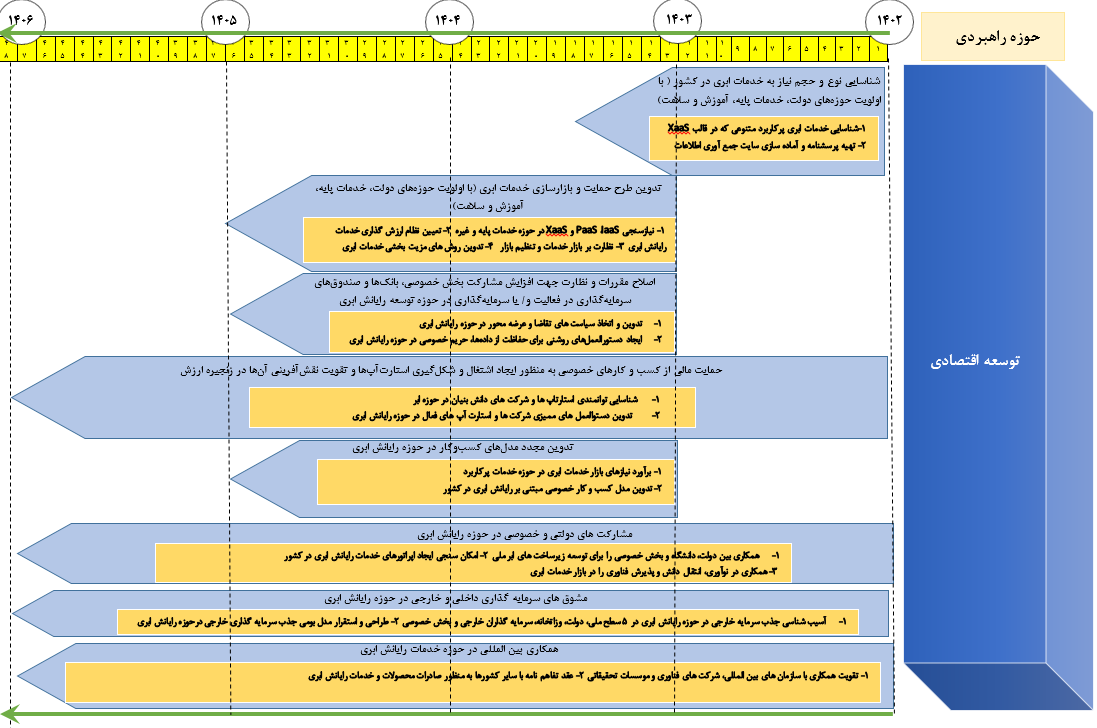 حوزه راهبردی
۱۴۰۲ ۱۴۰۳ ۱۴۰۴ ۱۴۰۵ ۱۴۰۶
توسعه اقتصادی
شناسایی نوع و حجم نیاز به خدمات ابری در کشور ( با
اولویت حوزه‌های دولت، خدمات پایه، آموزش و سلامت)
۱-شناسایی خدمات ابری پرکاربرد متنوعی که در قالب XaaS
۲- تهیه پرسشنامه و آماده سازی سایت جمع آوری اطلاعات
تدوین طرح حمایت و بازارسازی خدمات ابری (با اولویت حوزه‌های دولت، خدمات پایه،
آموزش و سلامت)
۱- نیازسنجی PaaS ،IaaS و XaaS در حوزه خدمات پایه و غیره ۲- تعیین نظام ارزش گذاری خدمات
رایانش ابری ۳- نظارت بر بازار خدمات و تنظیم بازار ۴- تدوین روش‌های مزیت بخشی خدمات ابری
اصلاح مقررات و نظارت جهت افزایش مشارکت بخش خصوصی، بانک‌ها و صندوق‌های
سرمایه‌گذاری در فعالیت و/ یا سرمایه‌گذاری در حوزه توسعه رایانش ابری
۱- تدوین و اتخاذ سیاست های تقاضا و عرضه محور در حوزه رایانش ابری
۲- ایجاد دستورالعمل‌های روشنی برای حفاظت از داده‌ها، حریم خصوصی در حوزه رایانش ابری
حمایت مالی از کسب و کارهای خصوصی به منظور ایجاد اشتغال و شکل‌گیری استارت‌آپ‌ها و تقویت نقش‌آفرینی آن‌ها در زنجیره ارزش
۱- شناسایی توانمندی استارتاپ ها و شرکت های دانش بنیان در حوزه ابر
۲- تدوین دستوالعمل های ممیزی شرکت ها و استارت آپ های فعال در حوزه رایانش ابری
تدوین مجدد مدل‌های کسب‌وکار در حوزه رایانش ابری
۱- برآورد نیازهای بازار خدمات ابری در حوزه خدمات پرکاربرد
۲- تدوین مدل کسب و کار خصوصی مبتنی بر رایانش ابری در کشور
مشارکت های دولتی و خصوصی در حوزه رایانش ابری
۱- همکاری بین دولت، دانشگاه و بخش خصوصی را برای توسعه زیرساخت های ابر ملی ۲- امکان سنجی ایجاد اپراتورهای خدمات رایانش ابری در کشور
۳-همکاری در نوآوری، انتقال دانش و پذیرش فناوری را در بازار خدمات ابری
مشوق های سرمایه گذاری داخلی و خارجی در حوزه رایانش ابری
۱- آسیب شناسی جذب سرمایه خارجی در حوزه رایانش ابری در ۵ سطح ملی، دولت، وزاتخانه، سرمایه گذاران خارجی و بخش خصوصی ۲- طراحی و استقرار مدل بومی جذب سرمایه گذاری خارجی در حوزه رایانش ابری
همکاری بین المللی در حوزه خدمات رایانش ابری
۱- تقویت همکاری با سازمان های بین المللی، شرکت های فناوری و موسسات تحقیقاتی ۲- عقد تفاهم نامه با سایر کشورها به منظور صادرات محصولات و خدمات رایانش ابری